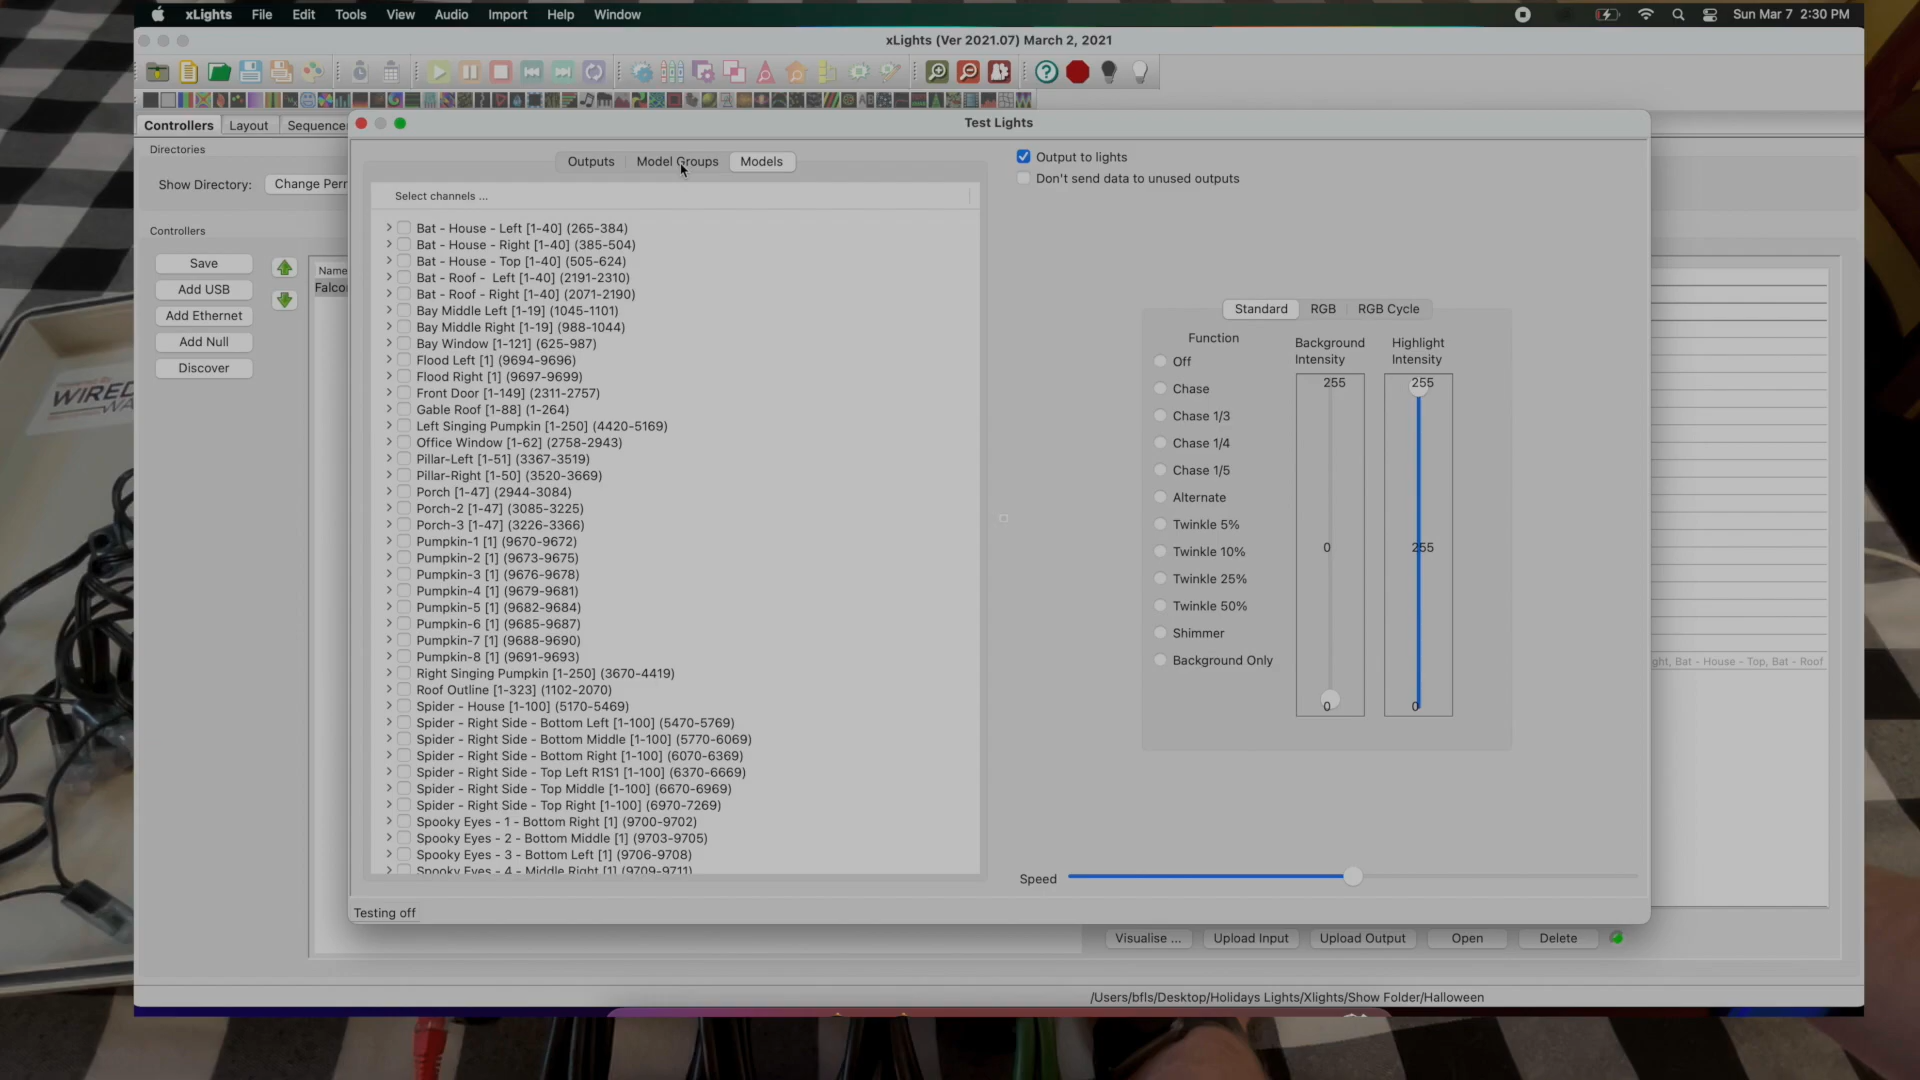 xLights File Edit Tools View Audio Import Help Window Sun Mar 7 2:30 PM
xLights (Ver 2021.07) March 2, 2021
Controllers Layout Sequence
Test Lights
Directories
Show Directory: Change Perr
Controllers
Save
Add USB
Add Ethernet
Add Null
Discover
Name
Falco
Outputs Model Groups Models
Select channels ...
Bat - House - Left [1-40] (265-384)
Bat - House - Right [1-40] (385-504)
Bat - House - Top [1-40] (505-624)
Bat - Roof - Left [1-40] (2191-2310)
Bat - Roof - Right [1-40] (2071-2190)
Bay Middle Left [1-19] (1045-1101)
Bay Middle Right [1-19] (988-1044)
Bay Window [1-121] (625-987)
Flood Left [1] (9694-9696)
Flood Right [1] (9697-9699)
Front Door [1-149] (2311-2757)
Gable Roof [1-88] (1-264)
Left Singing Pumpkin [1-250] (4420-5169)
Office Window [1-62] (2758-2943)
Pillar-Left [1-51] (3367-3519)
Pillar-Right [1-50] (3520-3669)
Porch [1-47] (2944-3084)
Porch-2 [1-47] (3085-3225)
Porch-3 [1-47] (3226-3366)
Pumpkin-1 [1] (9670-9672)
Pumpkin-2 [1] (9673-9675)
Pumpkin-3 [1] (9676-9678)
Pumpkin-4 [1] (9679-9681)
Pumpkin-5 [1] (9682-9684)
Pumpkin-6 [1] (9685-9687)
Pumpkin-7 [1] (9688-9690)
Pumpkin-8 [1] (9691-9693)
Right Singing Pumpkin [1-250] (3670-4419)
Roof Outline [1-323] (1102-2070)
Spider - House [1-100] (5170-5469)
Spider - Right Side - Bottom Left [1-100] (5470-5769)
Spider - Right Side - Bottom Middle [1-100] (5770-6069)
Spider - Right Side - Bottom Right [1-100] (6070-6369)
Spider - Right Side - Top Left R1S1 [1-100] (6370-6669)
Spider - Right Side - Top Middle [1-100] (6670-6969)
Spider - Right Side - Top Right [1-100] (6970-7269)
Spooky Eyes - 1 - Bottom Right [1] (9700-9702)
Spooky Eyes - 2 - Bottom Middle [1] (9703-9705)
Spooky Eyes - 3 - Bottom Left [1] (9706-9708)
Spooky Eyes - 4 - Middle Right [1] (9709-9711)
Testing off
Output to lights
Don't send data to unused outputs
Standard RGB RGB Cycle
Function
Off
Chase
Chase 1/3
Chase 1/4
Chase 1/5
Alternate
Twinkle 5%
Twinkle 10%
Twinkle 25%
Twinkle 50%
Shimmer
Background Only
Background
Intensity
255
0
0
Highlight
Intensity
255
255
0
Speed
ght, Bat - House - Top, Bat - Roof
Visualise ... Upload Input Upload Output Open Delete
/Users/bfls/Desktop/Holidays Lights/Xlights/Show Folder/Halloween
WIRED
WA